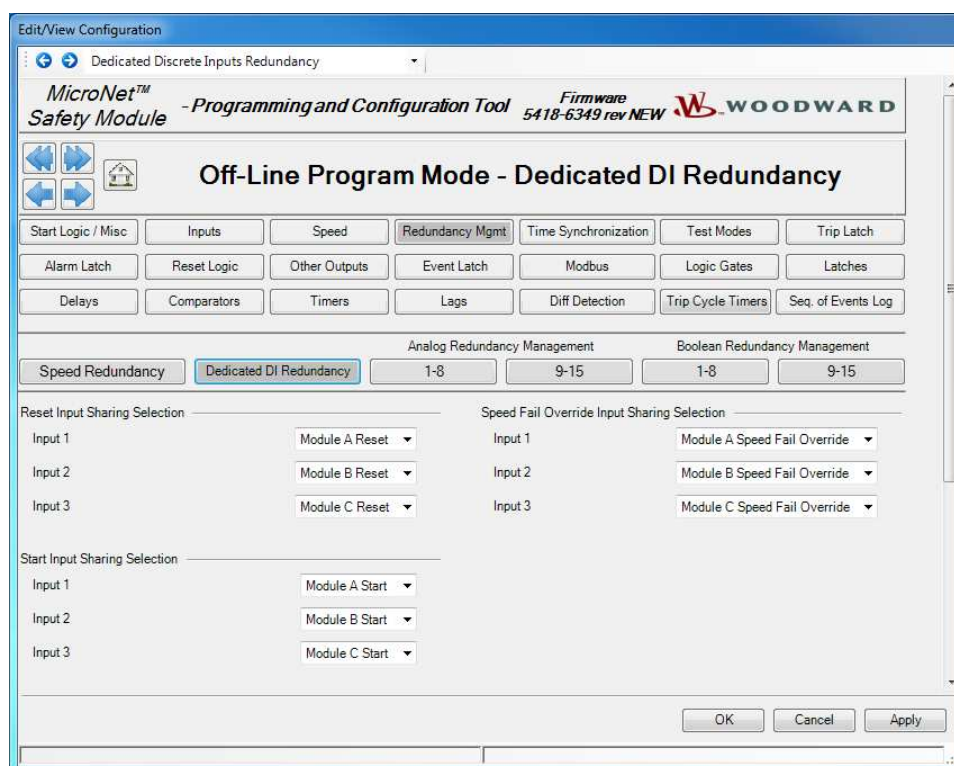 Edit/View Configuration
Dedicated Discrete Inputs Redundancy
MicroNet™ Safety Module - Programming and Configuration Tool Firmware 5418-6349 rev NEW WOODWARD
Off-Line Program Mode - Dedicated DI Redundancy
Start Logic / Misc Inputs Speed Redundancy Mgmt Time Synchronization Test Modes Trip Latch
Alarm Latch Reset Logic Other Outputs Event Latch Modbus Logic Gates Latches
Delays Comparators Timers Lags Diff Detection Trip Cycle Timers Seq. of Events Log
Analog Redundancy Management Boolean Redundancy Management
Speed Redundancy Dedicated DI Redundancy 1-8 9-15 1-8 9-15
Reset Input Sharing Selection Speed Fail Override Input Sharing Selection
Input 1 Module A Reset Input 1 Module A Speed Fail Override
Input 2 Module B Reset Input 2 Module B Speed Fail Override
Input 3 Module C Reset Input 3 Module C Speed Fail Override
Start Input Sharing Selection
Input 1 Module A Start
Input 2 Module B Start
Input 3 Module C Start
OK Cancel Apply